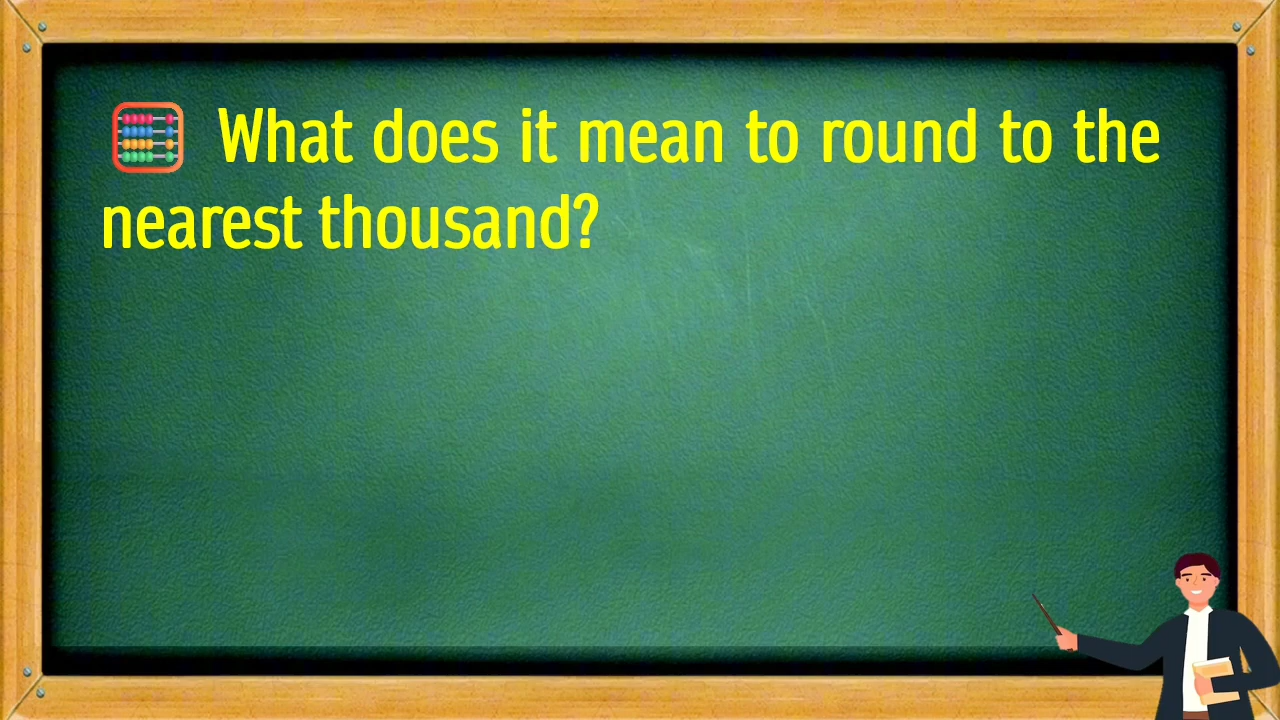 🧮 What does it mean to round to the
nearest thousand?